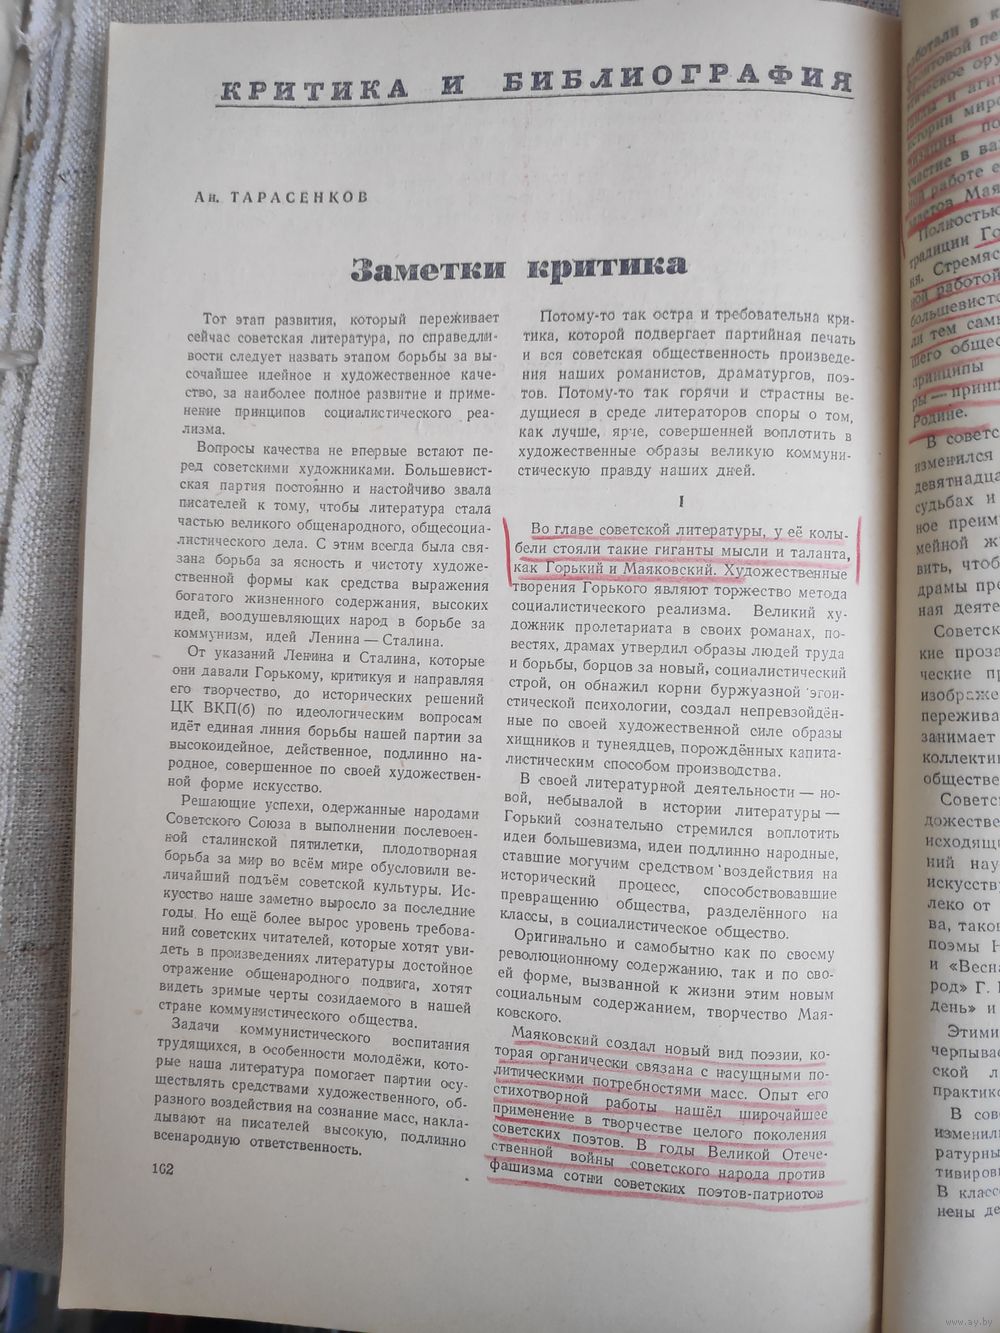 КРИТИКА И БИБЛИОГРАФИЯ
Ан. ТАРАСЕНКОВ
Заметки критика
Тот этап развития, который переживает
сейчас советская литература, по справедли-
вости следует назвать этапом борьбы за вы-
сочайшее идейное и художественное каче-
ство, за наиболее полное развитие и приме-
нение принципов социалистического реа-
лизма.
Вопросы качества не впервые встают пе-
ред советскими художниками. Большевист-
ская партия постоянно и настойчиво звала
писателей к тому, чтобы литература стала
частью великого общенародного, общесоциа-
листического дела. С этим всегда была свя-
зана борьба за ясность и чистоту художе-
ственной формы как средства выражения
богатого жизненного содержания, высоких
идей, воодушевляющих народ в борьбе за
коммунизм, идей Ленина — Сталина.
От указаний Ленина и Сталина, которые
они давали Горькому, критикуя и направляя
его творчество, до исторических решений
ЦК ВКП(б) по идеологическим вопросам
идёт единая линия борьбы нашей партии за
высокоидейное, действенное, подлинно на-
родное, совершенное по своей художествен-
ной форме искусство.
Решающие успехи, одержанные народами
Советского Союза в выполнении послевоен-
ной сталинской пятилетки, плодотворная
борьба за мир во всём мире обусловили ве-
личайший подъём советской культуры. Ис-
кусство наше заметно выросло за последние
годы. Но ещё более вырос уровень требова-
ний советских читателей, которые хотят уви-
деть в произведениях литературы достойное
отражение общенародного подвига, хотят
видеть зримые черты созидаемого в нашей
стране коммунистического общества.
Задачи коммунистического воспитания
трудящихся, в особенности молодёжи, кото-
рые наша литература помогает партии осу-
ществлять средствами художественного, об-
разного воздействия на сознание масс, накла-
дывают на писателей высокую, подлинно
всенародную ответственность.
162
Потому-то так остра и требовательна кри-
тика, которой подвергает партийная печать
и вся советская общественность произведе-
ния наших романистов, драматургов, поэ-
тов. Потому-то так горячи и страстны ве-
дущиеся в среде литераторов споры о том,
как лучше, ярче, совершенней воплотить в
художественные образы великую коммуни-
стическую правду наших дней.
I
Во главе советской литературы, у её колы-
бели стояли такие гиганты мысли и таланта,
как Горький и Маяковский. Художественные
творения Горького являют торжество метода
социалистического реализма. Великий ху-
дожник пролетариата в своих романах, по-
вестях, драмах утвердил образы людей труда
и борьбы, борцов за новый, социалистический
строй, он обнажил корни буржуазной эгои-
стической психологии, создал непревзойдён-
ные по своей художественной силе образы
хищников и тунеядцев, порождённых капита-
листическим способом производства.
В своей литературной деятельности — но-
вой, небывалой в истории литературы —
Горький сознательно стремился воплотить
идеи большевизма, идеи подлинно народные,
ставшие могучим средством воздействия на
исторический процесс, способствовавшие
превращению общества, разделённого на
классы, в социалистическое общество.
Оригинально и самобытно как по своему
революционному содержанию, так и по сво-
ей форме, вызванной к жизни этим новым
социальным содержанием, творчество Мая-
ковского.
Маяковский создал новый вид поэзии, ко-
торая органически связана с насущными по-
литическими потребностями масс. Опыт его
стихотворной работы нашёл широчайшее
применение в творчестве целого поколения
советских поэтов. В годы Великой Отече-
ственной войны советского народа против
фашизма сотни советских поэтов-патриотов
www.ay.by